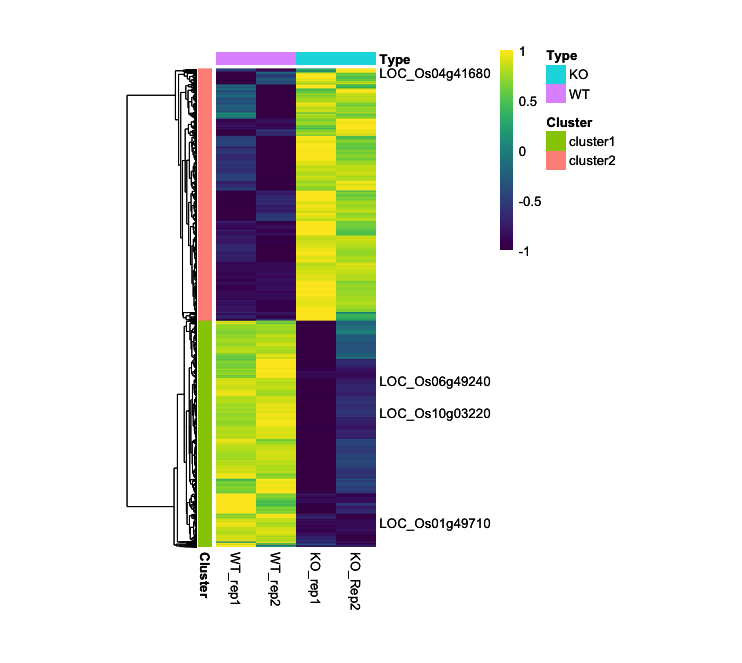 Type
LOC_Os04g41680
LOC_Os06g49240
LOC_Os10g03220
LOC_Os01g49710
Cluster
WT_rep1
WT_rep2
KO_rep1
KO_Rep2
1
0.5
0
-0.5
-1
Type
KO
WT
Cluster
cluster1
cluster2